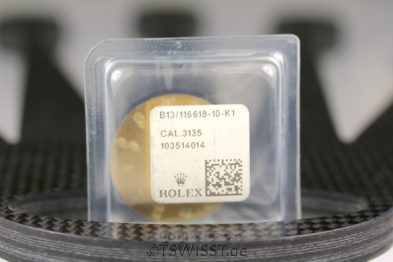 B13/116618-10-K1
CAL 3135
103514014
ROLEX
©TSWISST.de